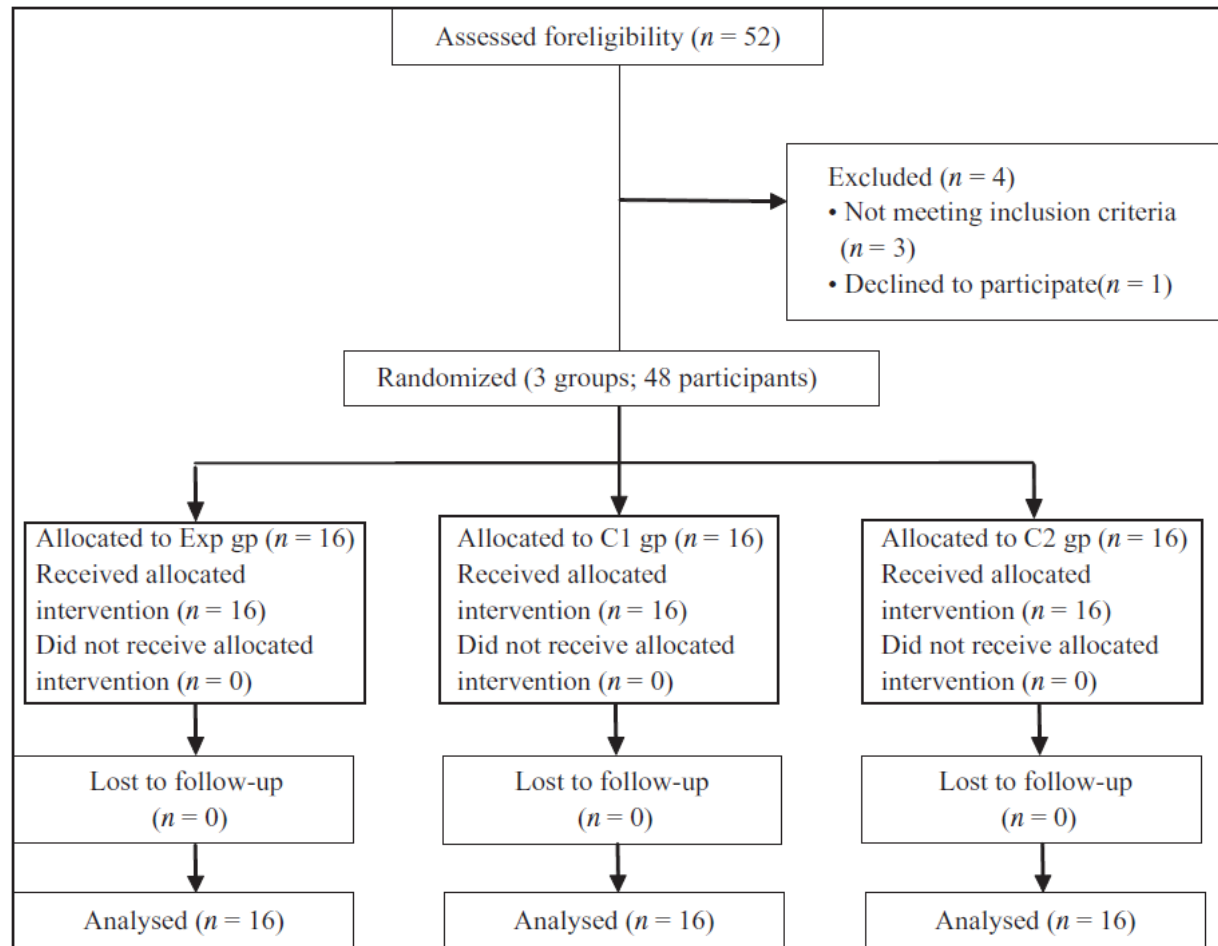 Assessed foreligibility (n = 52)
Excluded (n = 4)
• Not meeting inclusion criteria
(n = 3)
• Declined to participate(n = 1)
Randomized (3 groups; 48 participants)
Allocated to Exp gp (n = 16)
Received allocated
intervention (n = 16)
Did not receive allocated
intervention (n = 0)
Allocated to C1 gp (n = 16)
Received allocated
intervention (n = 16)
Did not receive allocated
intervention (n = 0)
Allocated to C2 gp (n = 16)
Received allocated
intervention (n = 16)
Did not receive allocated
intervention (n = 0)
Lost to follow-up
(n = 0)
Lost to follow-up
(n = 0)
Lost to follow-up
(n = 0)
Analysed (n = 16)
Analysed (n = 16)
Analysed (n = 16)